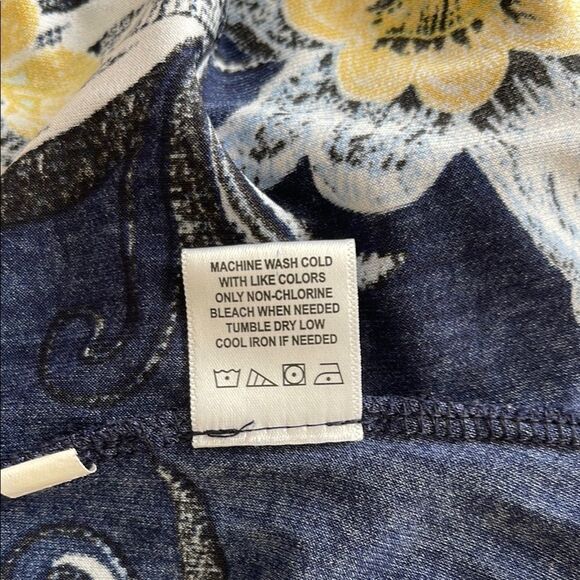 MACHINE WASH COLD
WITH LIKE COLORS
ONLY NON-CHLORINE
BLEACH WHEN NEEDED
TUMBLE DRY LOW
COOL IRON IF NEEDED